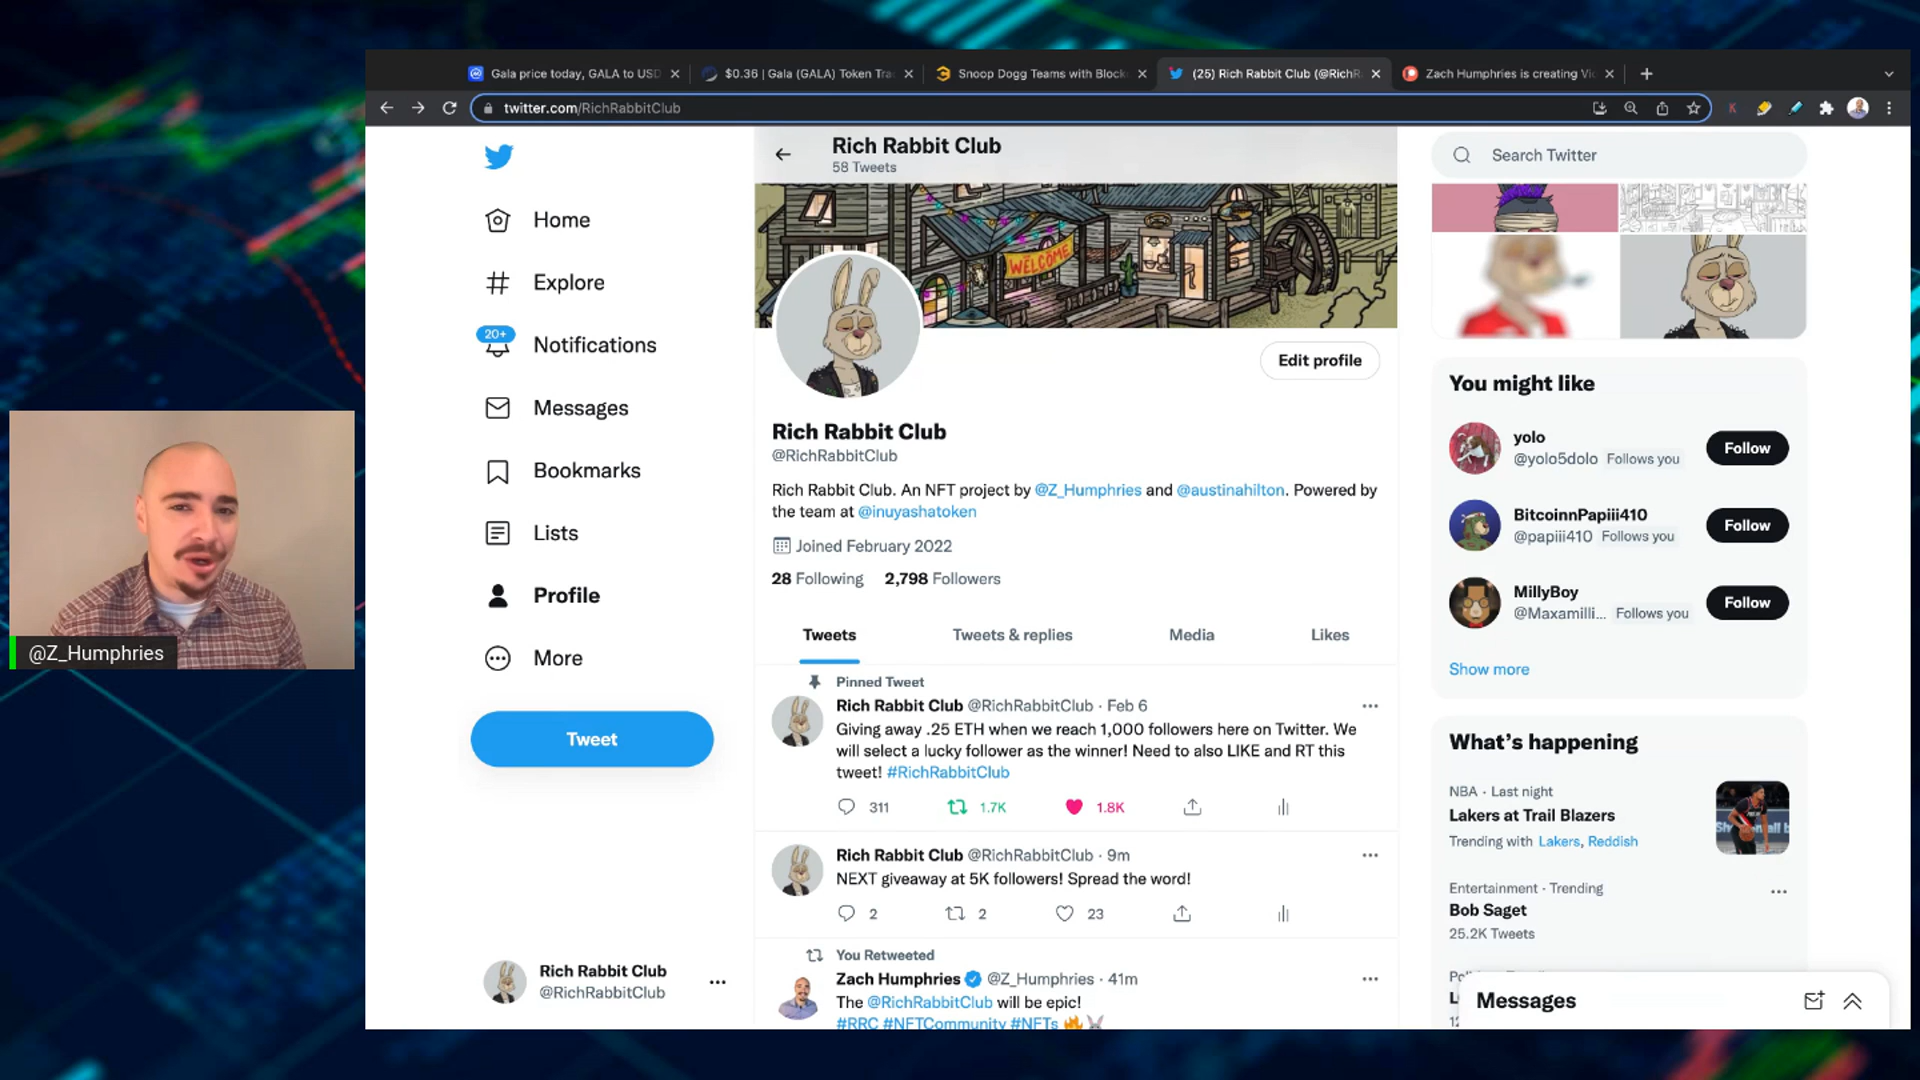 Gala price today, GALA to USD
$0.36 | Gala (GALA) Token Tra
Snoop Dogg Teams with Block
(25) Rich Rabbit Club (@RichR
Zach Humphries is creating Vi
twitter.com/RichRabbitClub
Rich Rabbit Club
58 Tweets
Search Twitter
Home
Explore
20+
Notifications
Messages
Bookmarks
Lists
Profile
More
Tweet
Rich Rabbit Club
@RichRabbitClub
WELCOME
Edit profile
Rich Rabbit Club
@RichRabbitClub
Rich Rabbit Club. An NFT project by @Z_Humphries and @austinahilton. Powered by
the team at @inuyashatoken
Joined February 2022
28 Following 2,798 Followers
Tweets Tweets & replies Media Likes
Pinned Tweet
Rich Rabbit Club @RichRabbitClub · Feb 6
Giving away .25 ETH when we reach 1,000 followers here on Twitter. We
will select a lucky follower as the winner! Need to also LIKE and RT this
tweet! #RichRabbitClub
311 1.7K 1.8K
Rich Rabbit Club @RichRabbitClub · 9m
NEXT giveaway at 5K followers! Spread the word!
2 2 23
You Retweeted
Zach Humphries @Z_Humphries · 41m
The @RichRabbitClub will be epic!
#RRC #NFTCommunity #NFTs
You might like
yolo
@yolo5dolo Follows you
Follow
BitcoinnPapiii410
@papiii410 Follows you
Follow
MillyBoy
@Maxamilli... Follows you
Follow
Show more
What's happening
NBA · Last night
Lakers at Trail Blazers
Trending with Lakers, Reddish
Entertainment · Trending
Bob Saget
25.2K Tweets
Messages
@Z_Humphries